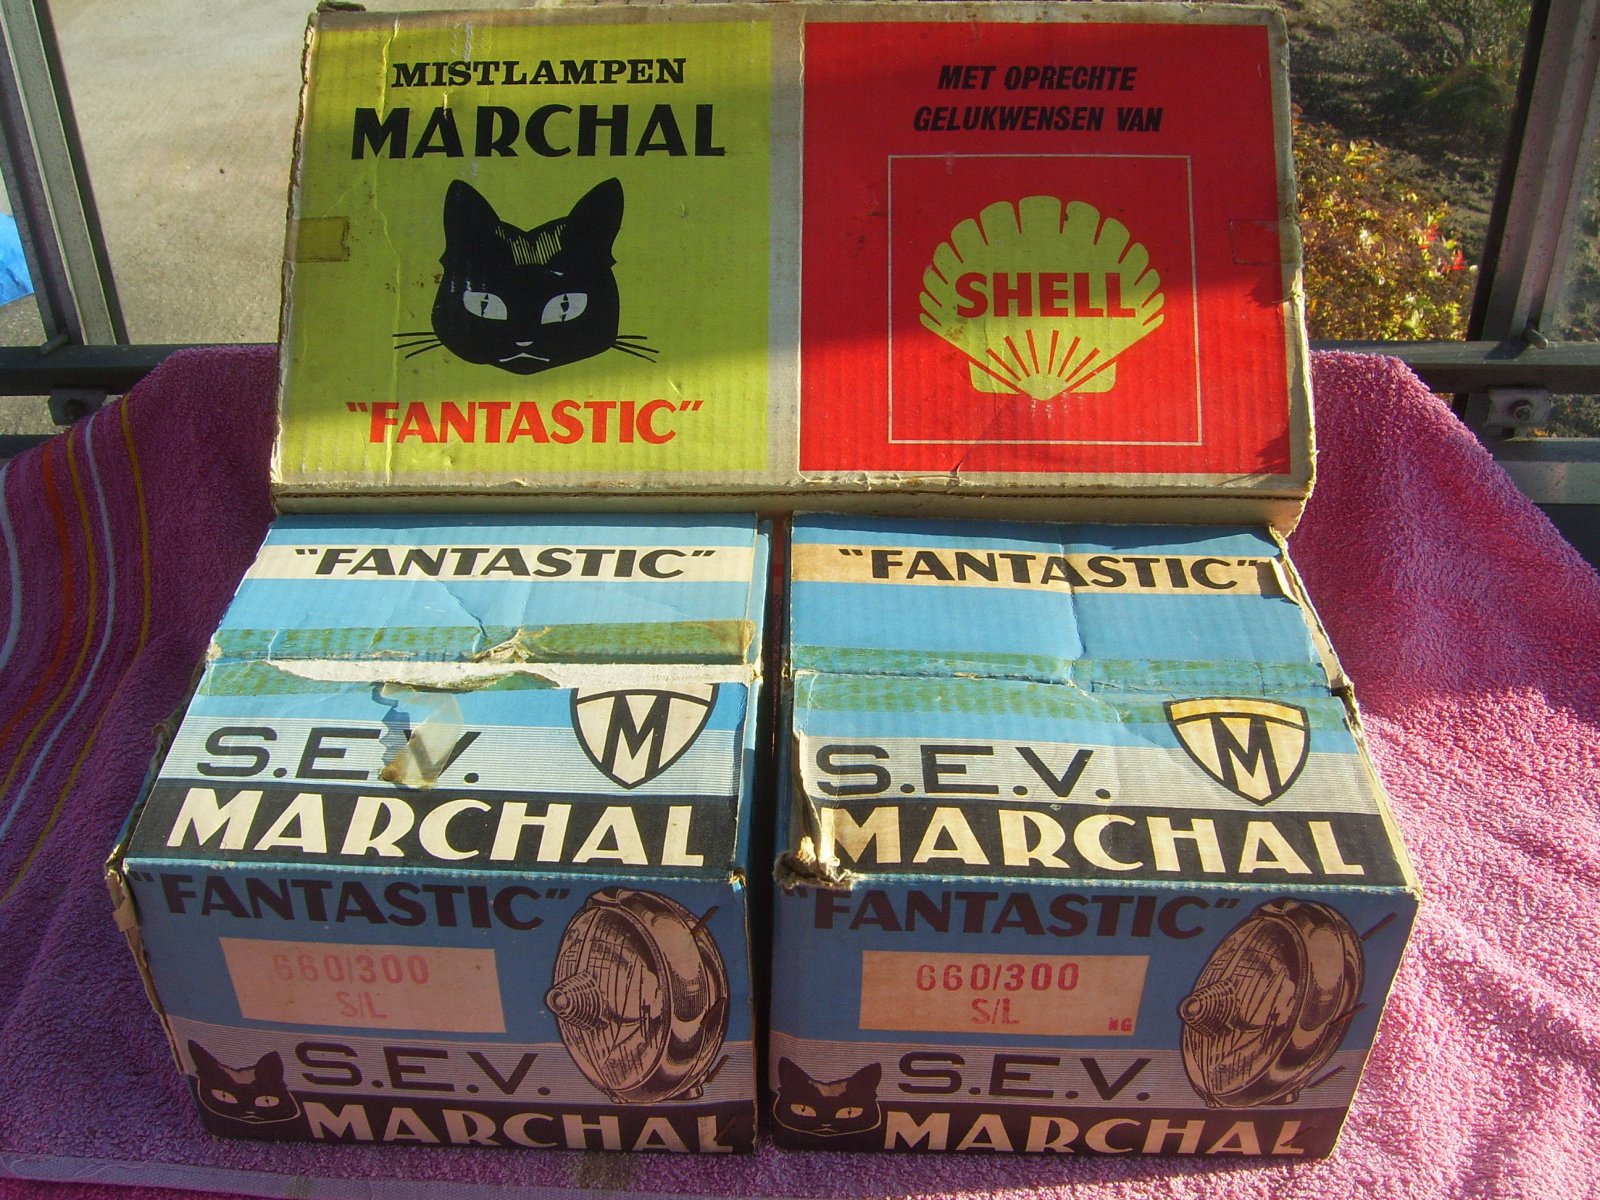 MISTLAMPEN
MARCHAL
"FANTASTIC"
MET OPRECHTE
GELUKWENSEN VAN
SHELL
"FANTASTIC"
M
S.E.V.
MARCHAL
"FANTASTIC"
660/300
S/L
S.E.V.
MARCHAL
"FANTASTIC"
M
S.E.V.
MARCHAL
"FANTASTIC"
660/300
S/L
NG
S.E.V.
MARCHAL